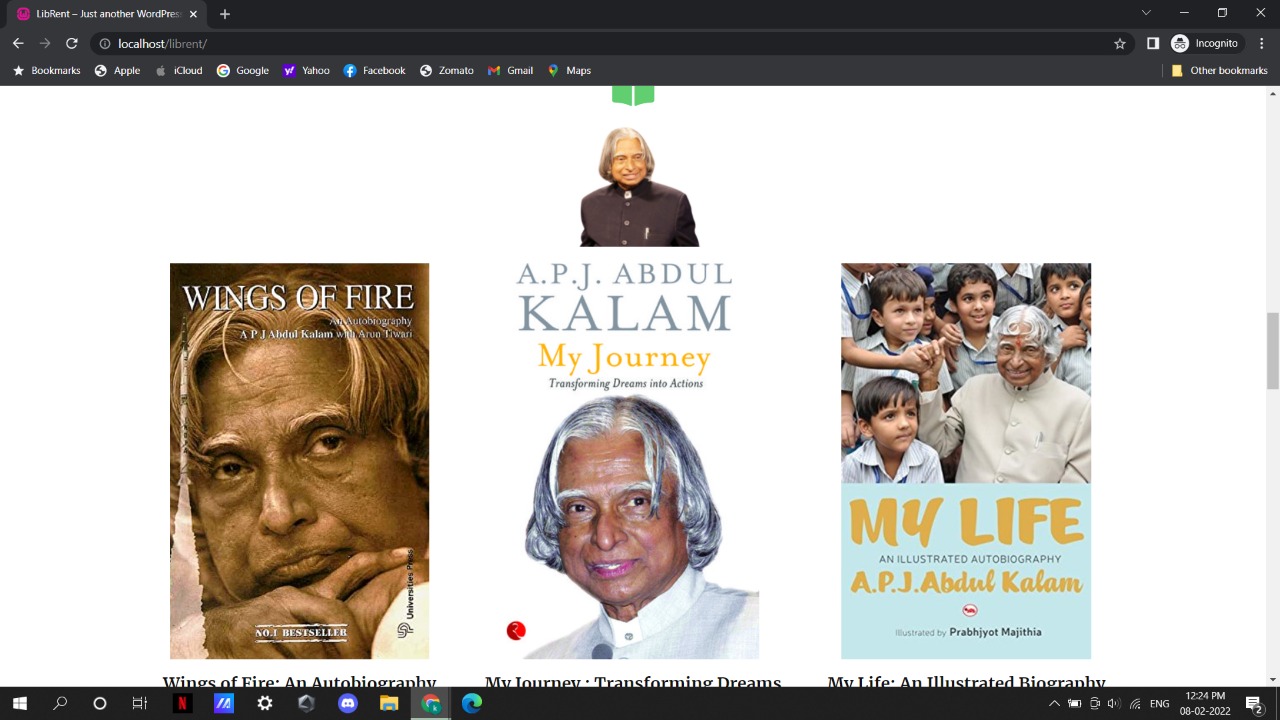 LibRent – Just another WordPres
localhost/librent/
Incognito
Bookmarks
Apple
iCloud
Google
Yahoo
Facebook
Zomato
Gmail
Maps
Other bookmarks
WINGS OF FIRE
An Autobiography
A P J Abdul Kalam with Arun Tiwari
Universities Press
NO.1 BESTSELLER
A.P.J. ABDUL
KALAM
My Journey
Transforming Dreams into Actions
MY LIFE
AN ILLUSTRATED AUTOBIOGRAPHY
A.P.J.Abdul Kalam
Illustrated by Prabhjyot Majithia
Wings of Fire: An Autobiography
My Journey : Transforming Dreams
My Life: An Illustrated Biography
ENG
12:24 PM
08-02-2022
2